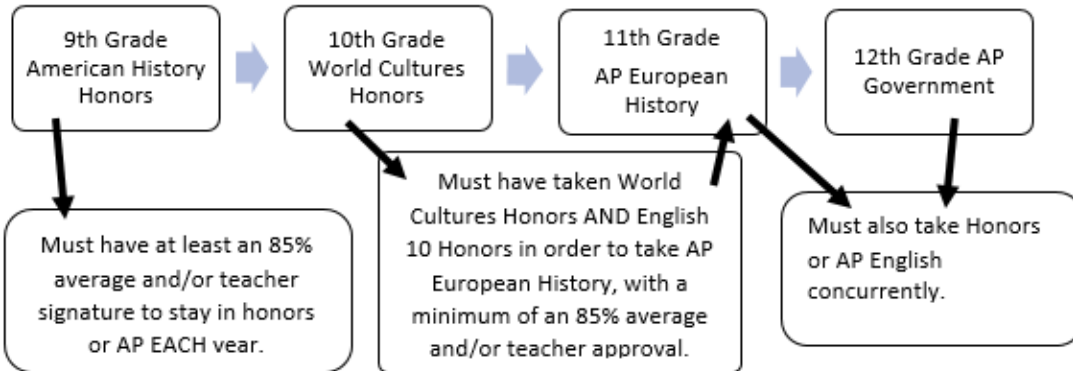 9th Grade
American History
Honors
10th Grade
World Cultures
Honors
11th Grade
AP European
History
12th Grade AP
Government
Must have at least an 85%
average and/or teacher
signature to stay in honors
or AP EACH year.
Must have taken World
Cultures Honors AND English
10 Honors in order to take AP
European History, with a
minimum of an 85% average
and/or teacher approval.
Must also take Honors
or AP English
concurrently.